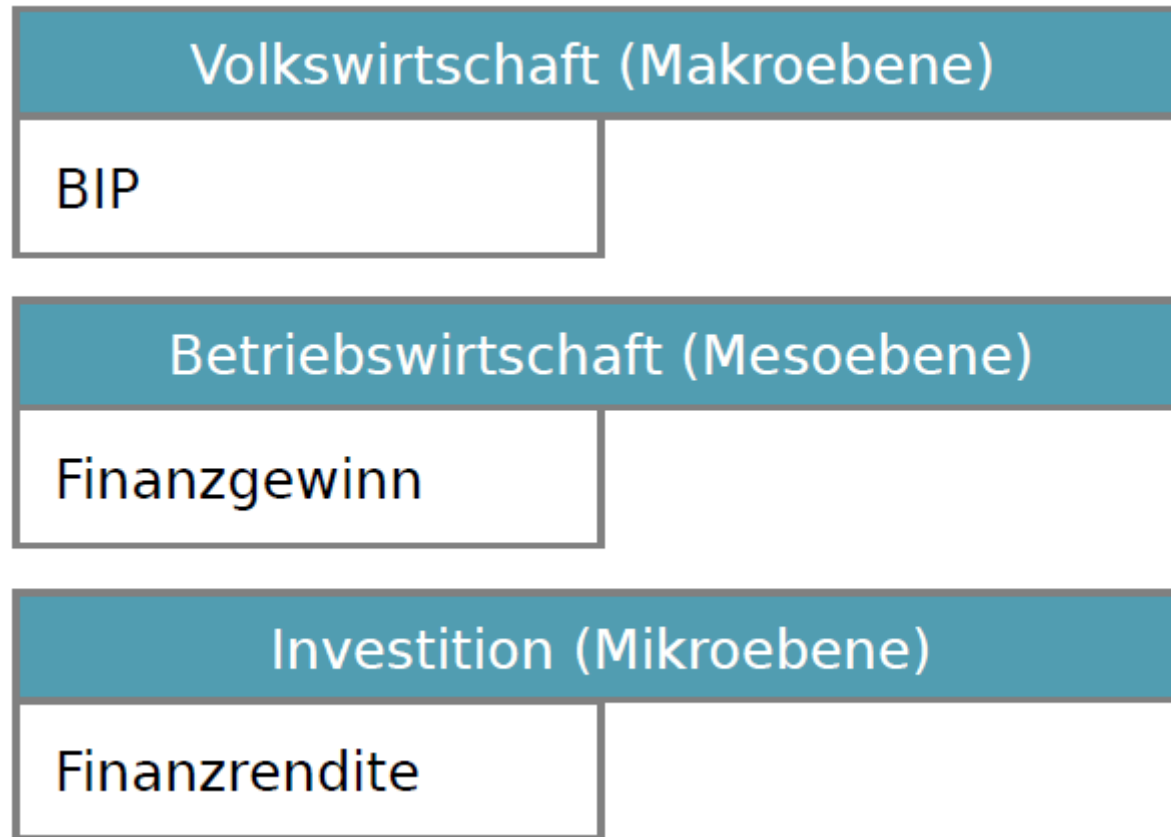 Volkswirtschaft (Makroebene)
BIP
Betriebswirtschaft (Mesoebene)
Finanzgewinn
Investition (Mikroebene)
Finanzrendite